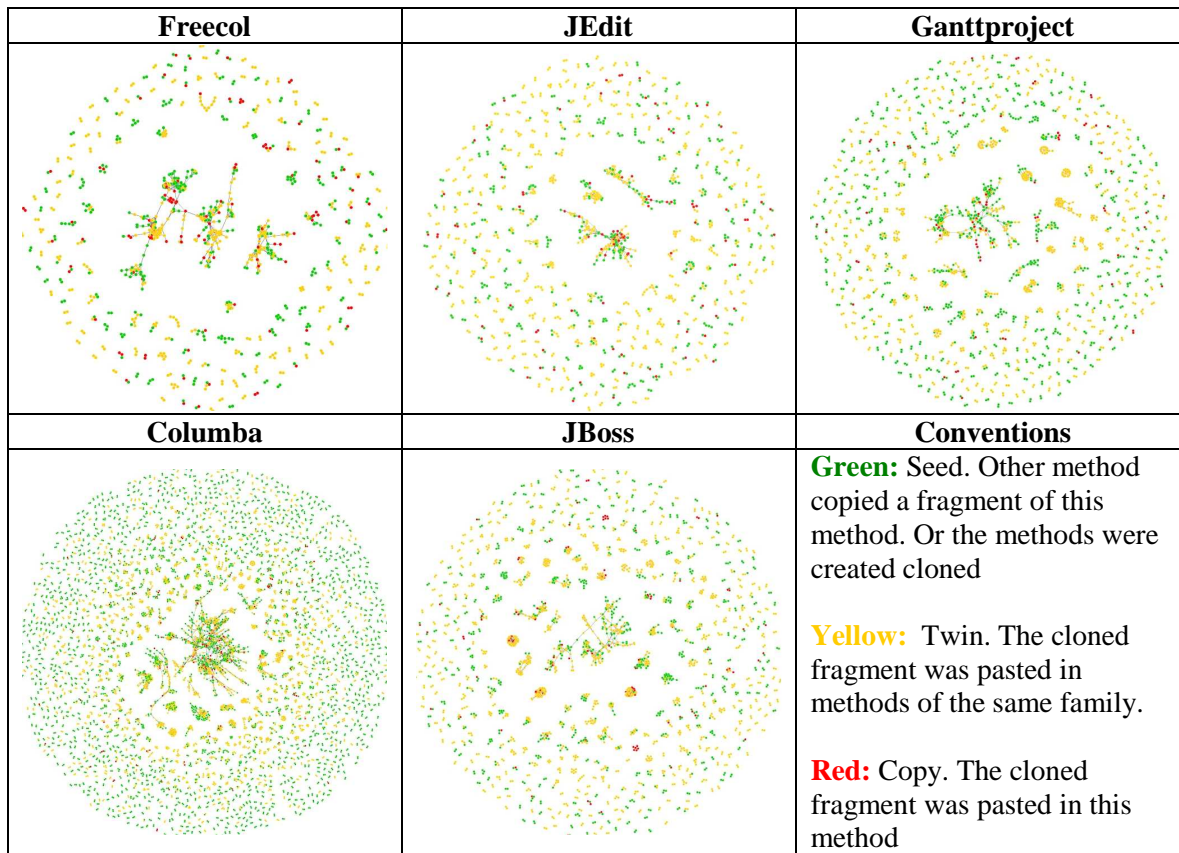 Freecol
JEdit
Ganttproject
Columba
JBoss
Conventions
Green: Seed. Other method
copied a fragment of this
method. Or the methods were
created cloned
Yellow: Twin. The cloned
fragment was pasted in
methods of the same family.
Red: Copy. The cloned
fragment was pasted in this
method